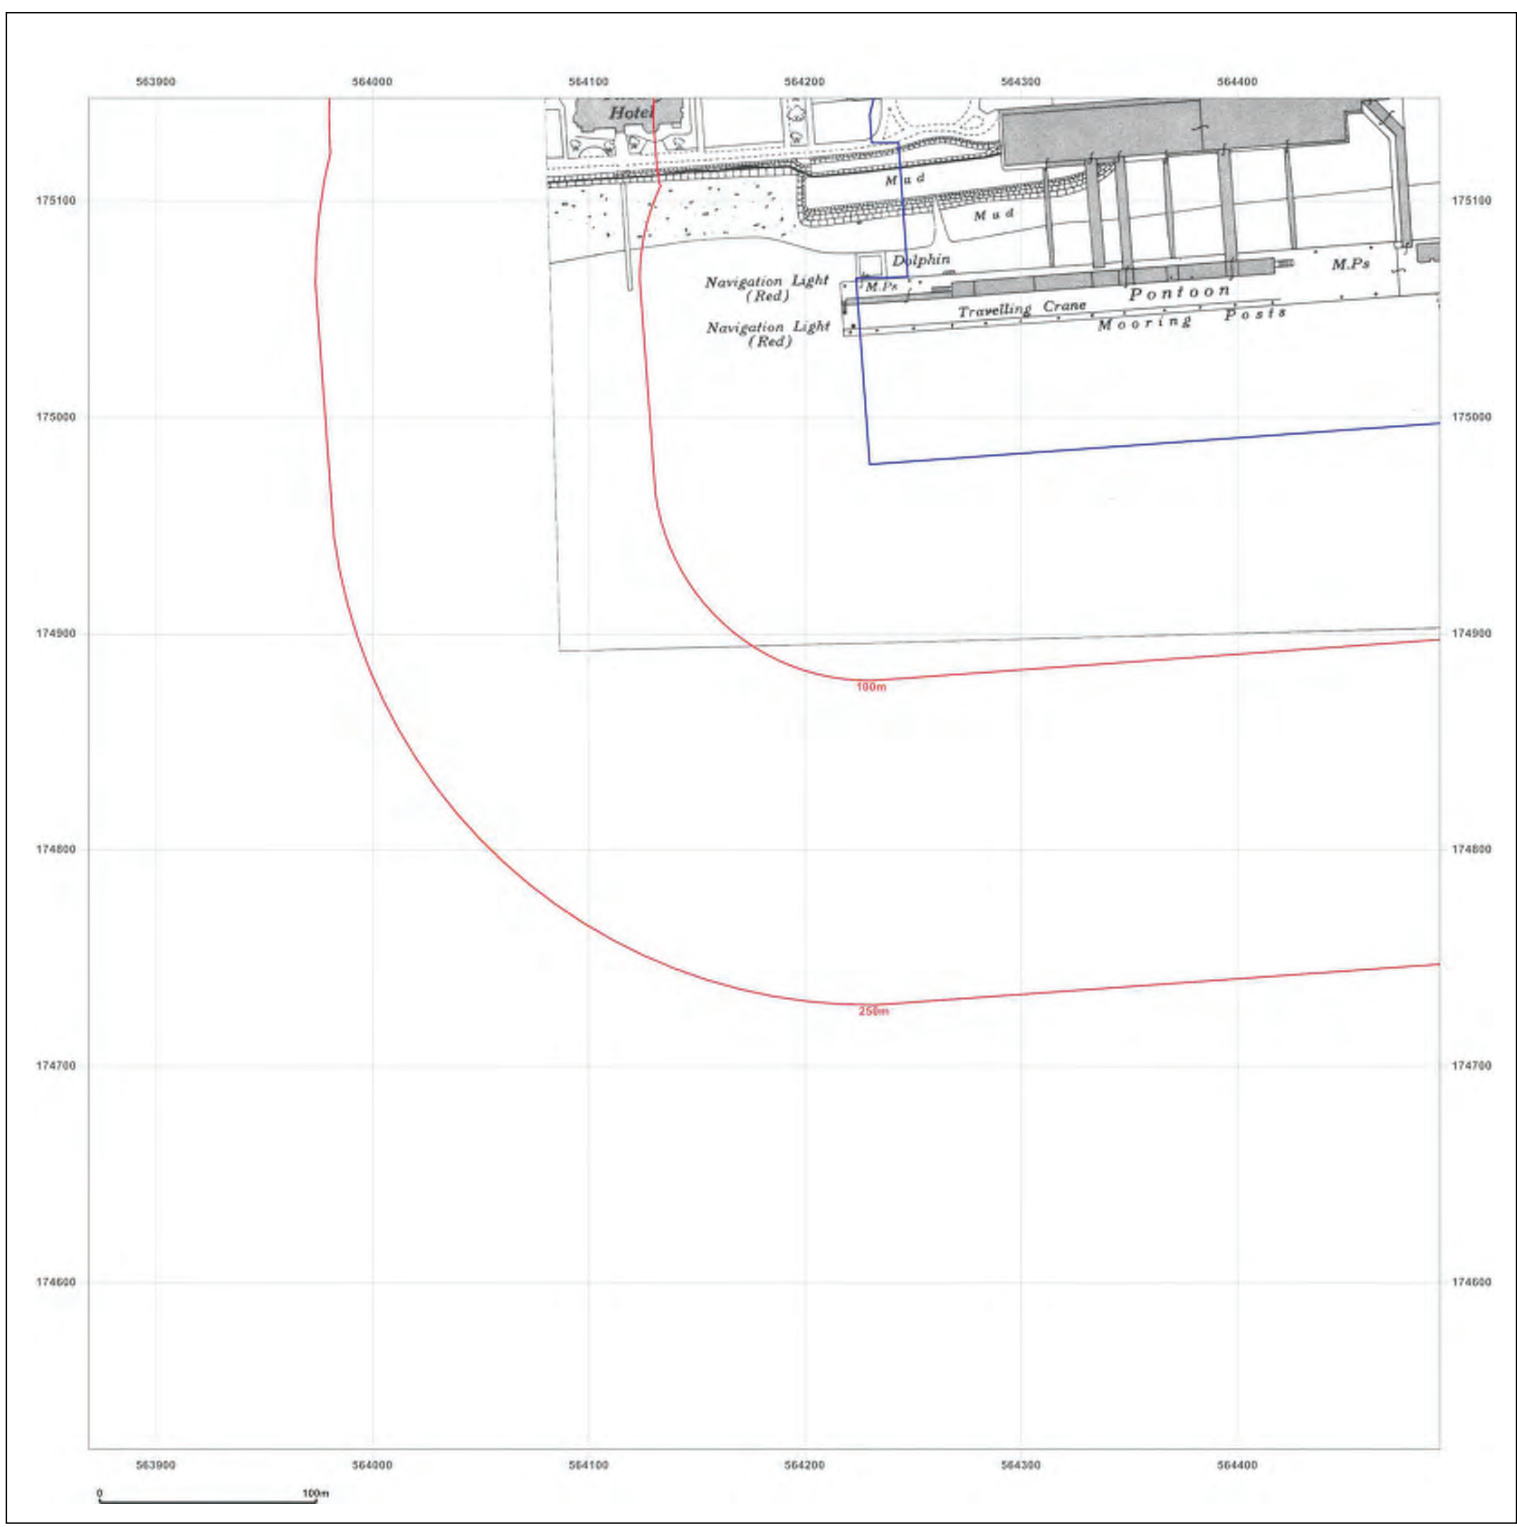 563900 564000 564100 564200 564300 564400
Hotel
175100 175100
Mud
Mud
Dolphin
Navigation Light
(Red)
M.Ps
M.Ps
Pontoon
Travelling Crane
Mooring Posts
Navigation Light
(Red)
175000 175000
174900 174900
100m
174800 174800
250m
174700 174700
174600 174600
563900 564000 564100 564200 564300 564400
0 100m